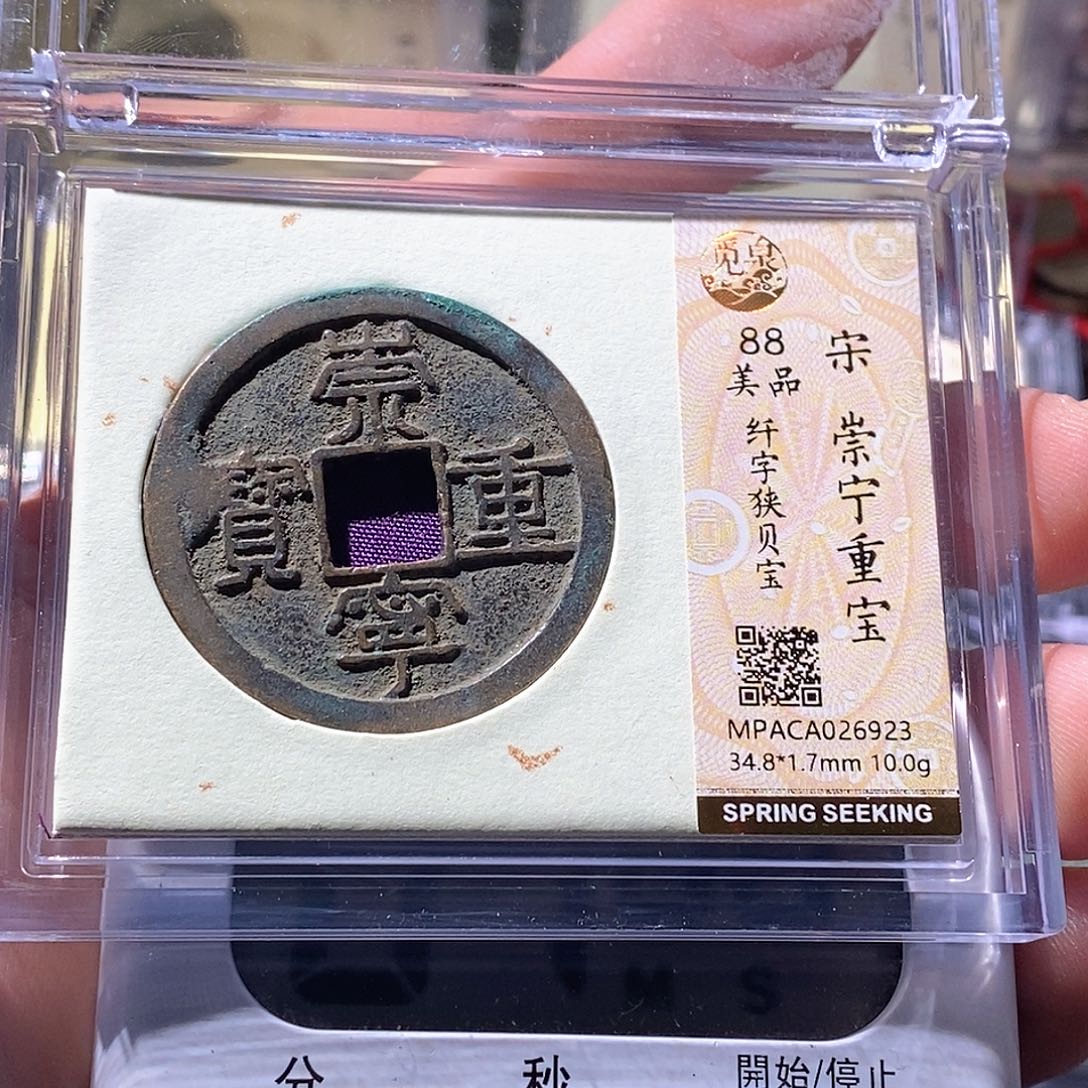 崇寧重寶
覓泉
88
美品
纤字狭贝宝
宋 崇宁重宝
MPACA026923
34.8*1.7mm 10.0g
SPRING SEEKING
M S
分 秒 開始/停止